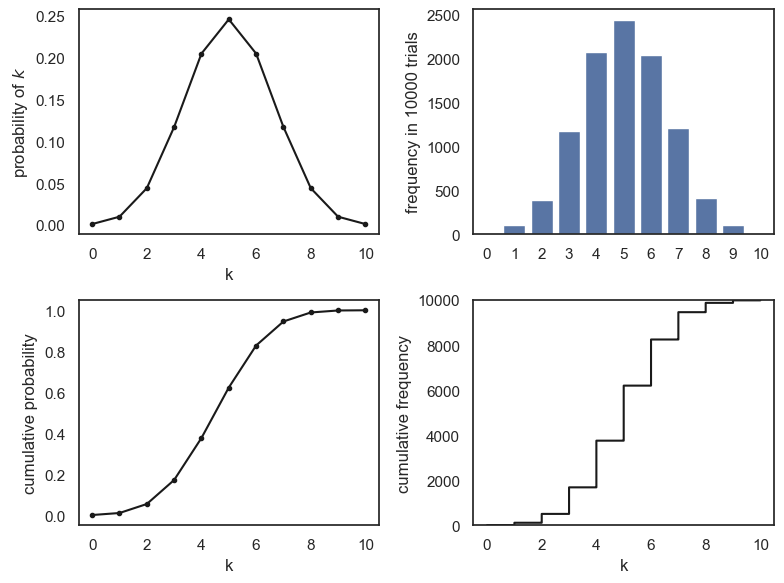 probability of k
0.25
0.20
0.15
0.10
0.05
0.00
0 2 4 6 8 10
k
frequency in 10000 trials
2500
2000
1500
1000
500
0
0 1 2 3 4 5 6 7 8 9 10
cumulative probability
1.0
0.8
0.6
0.4
0.2
0.0
0 2 4 6 8 10
k
cumulative frequency
10000
8000
6000
4000
2000
0
0 2 4 6 8 10
k